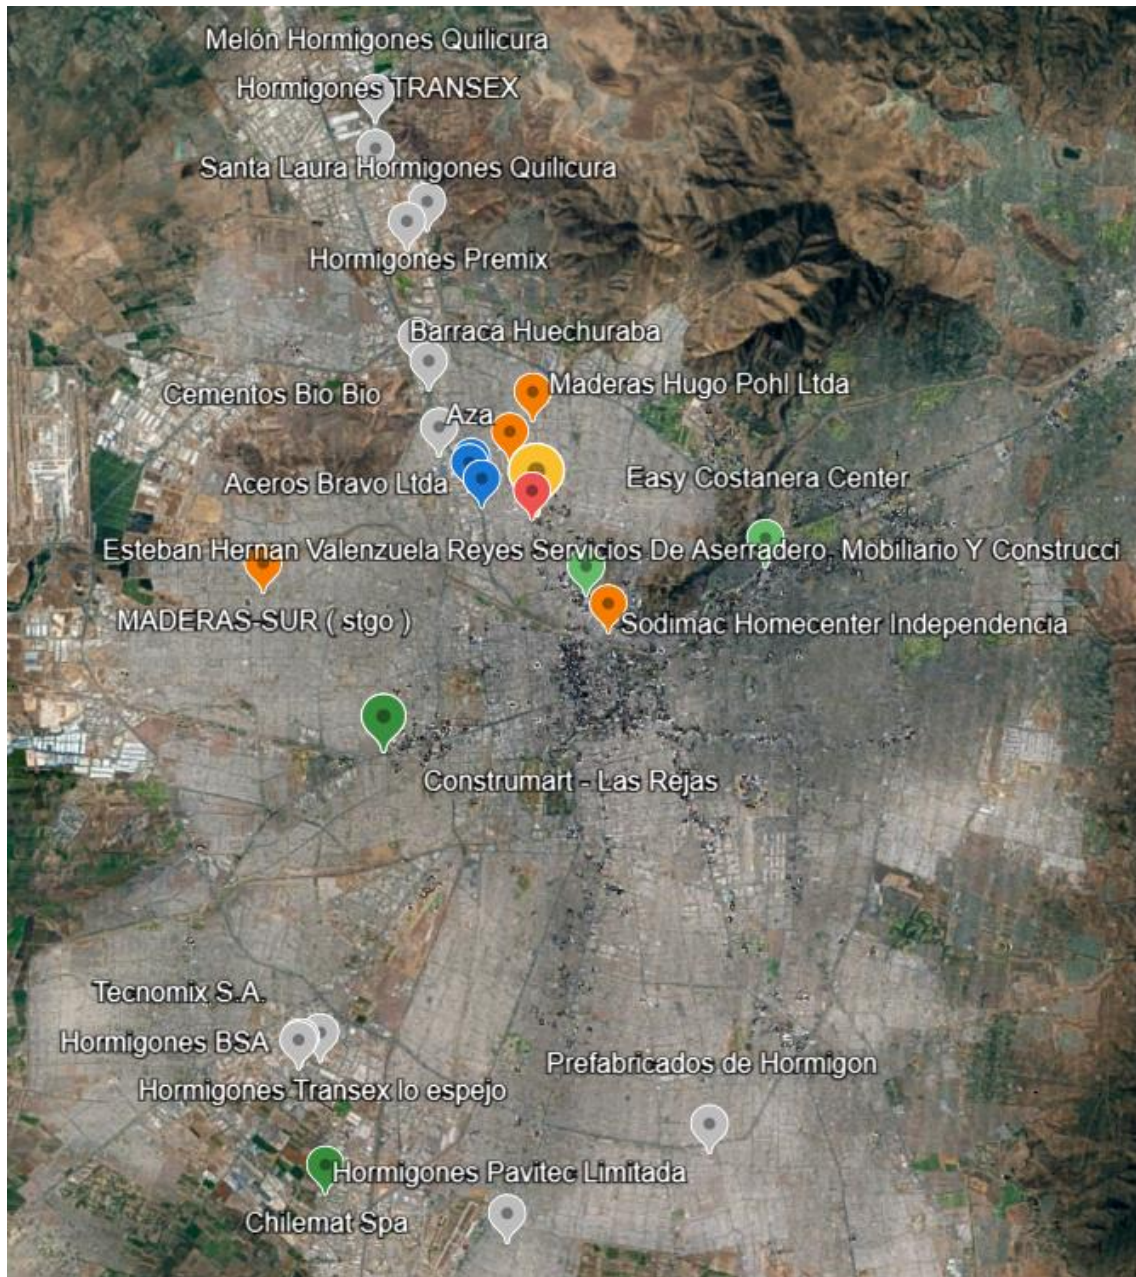 Melón Hormigones Quilicura
Hormigones TRANSEX
Santa Laura Hormigones Quilicura
Hormigones Premix
Barraca Huechuraba
Maderas Hugo Pohl Ltda
Cementos Bio Bio
Aza
Easy Costanera Center
Aceros Bravo Ltda
Esteban Hernan Valenzuela Reyes Servicios De Aserradero, Mobiliario Y Construcci
MADERAS-SUR ( stgo )
Sodimac Homecenter Independencia
Construmart - Las Rejas
Tecnomix S.A.
Hormigones BSA
Prefabricados de Hormigon
Hormigones Transex lo espejo
Hormigones Pavitec Limitada
Chilemat Spa